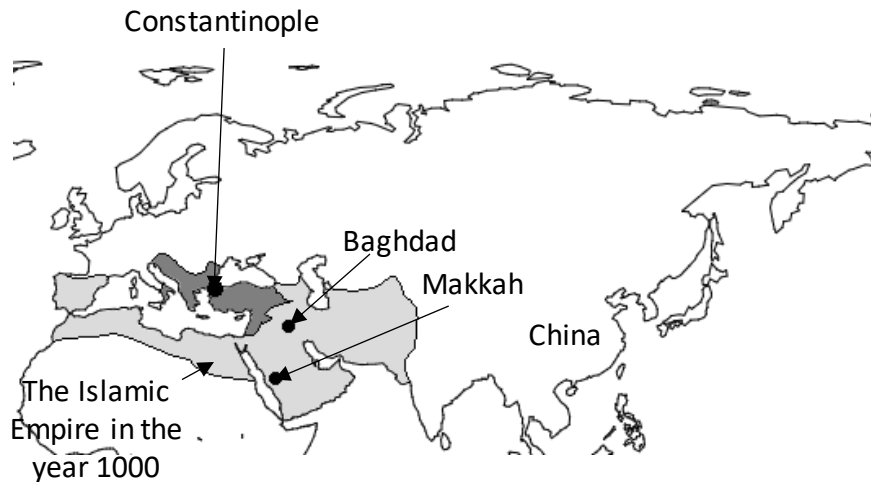 Constantinople
Baghdad
Makkah
China
The Islamic
Empire in the
year 1000